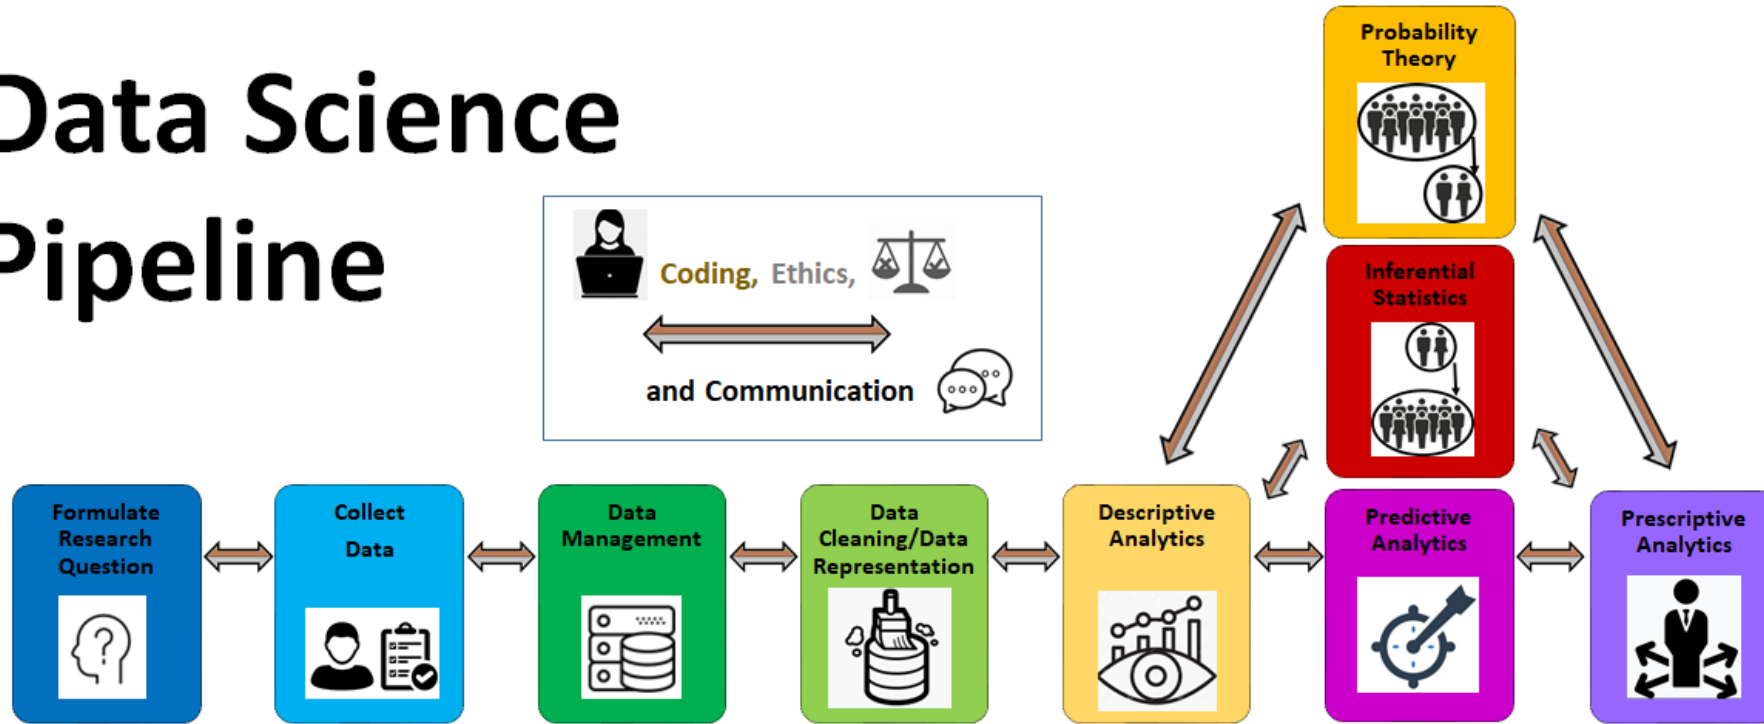 Data Science
Pipeline
Coding, Ethics,
and Communication
Probability
Theory
Inferential
Statistics
Formulate
Research
Question
Collect
Data
Data
Management
Data
Cleaning/Data
Representation
Descriptive
Analytics
Predictive
Analytics
Prescriptive
Analytics